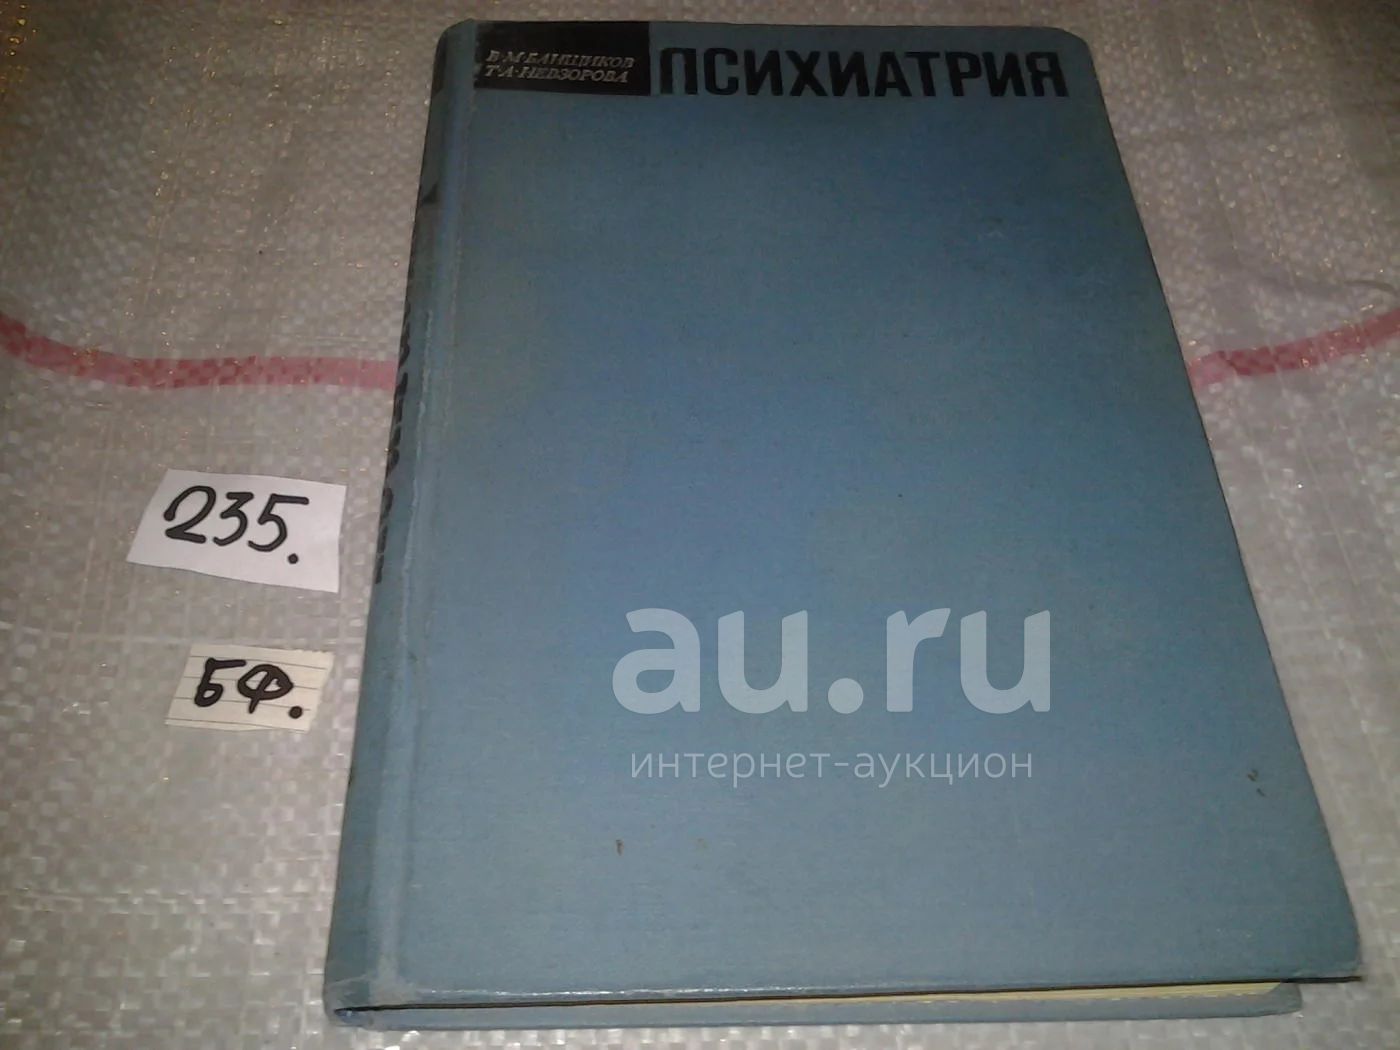 В·М·БАНЩИКОВ
Т·А·НЕВЗОРОВА
ПСИХИАТРИЯ
235.
БФ.
au.ru
интернет-аукцион